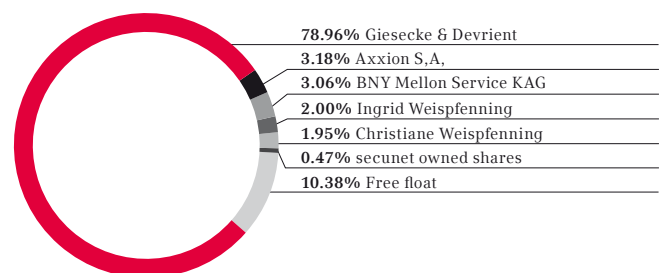 78.96% Giesecke & Devrient
3.18% Axxion S,A,
3.06% BNY Mellon Service KAG
2.00% Ingrid Weispfenning
1.95% Christiane Weispfenning
0.47% secunet owned shares
10.38% Free float